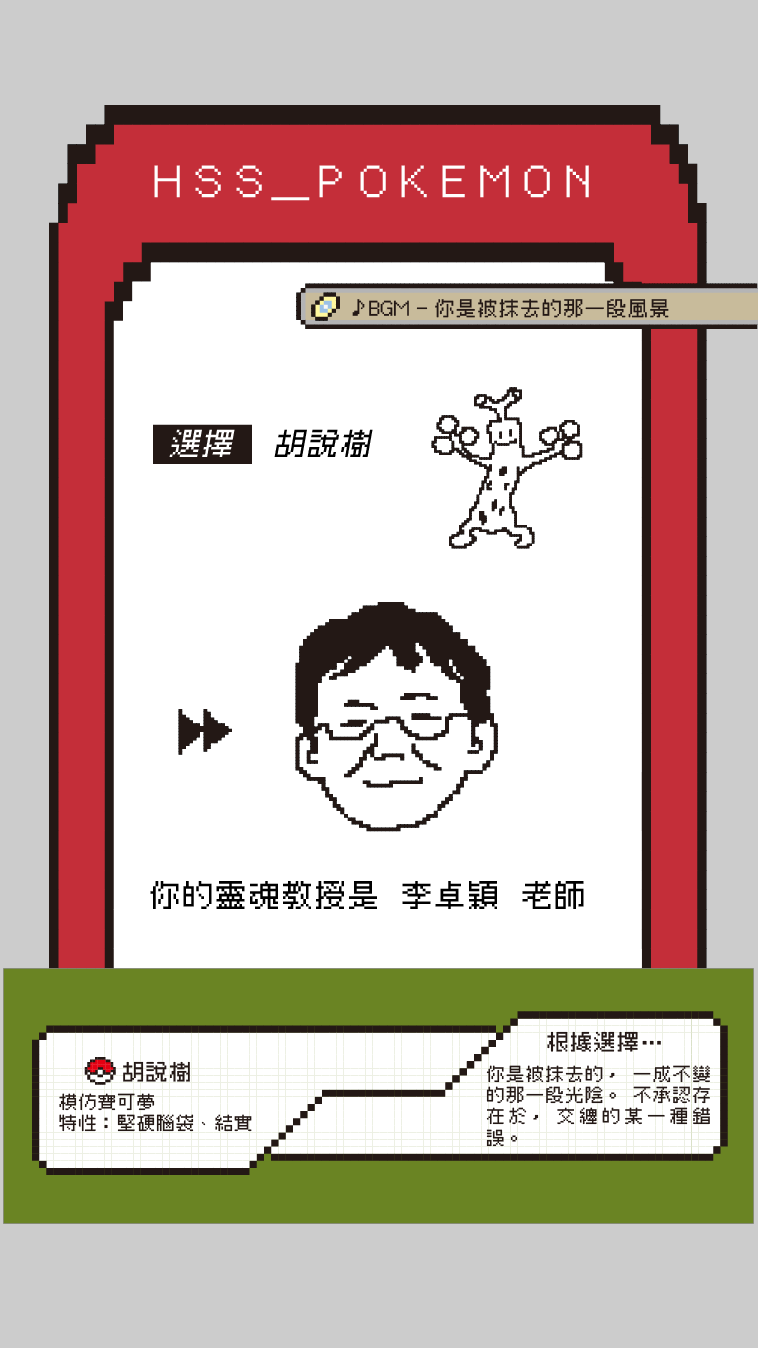 HSS_POKEMON
♪BGM - 你是被抹去的那一段風景
選擇 胡說樹
你的靈魂教授是 李卓穎 老師
胡說樹
模仿寶可夢
特性：堅硬腦袋、結實
根據選擇…
你是被抹去的， 一成不變
的那一段光陰。 不承認存
在於， 交纏的某一種錯
誤。